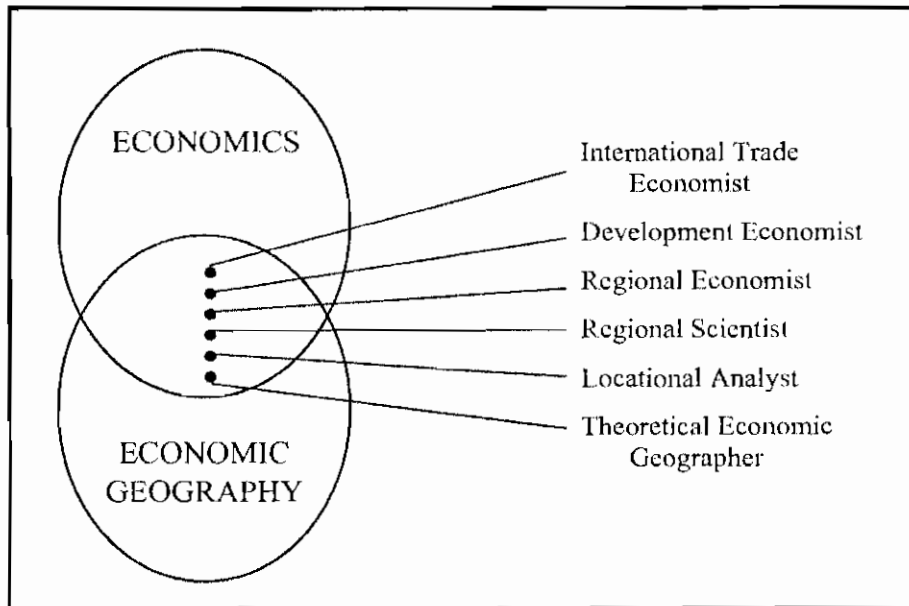 ECONOMICS
International Trade
Economist
Development Economist
Regional Economist
Regional Scientist
Locational Analyst
Theoretical Economic
Geographer
ECONOMIC
GEOGRAPHY